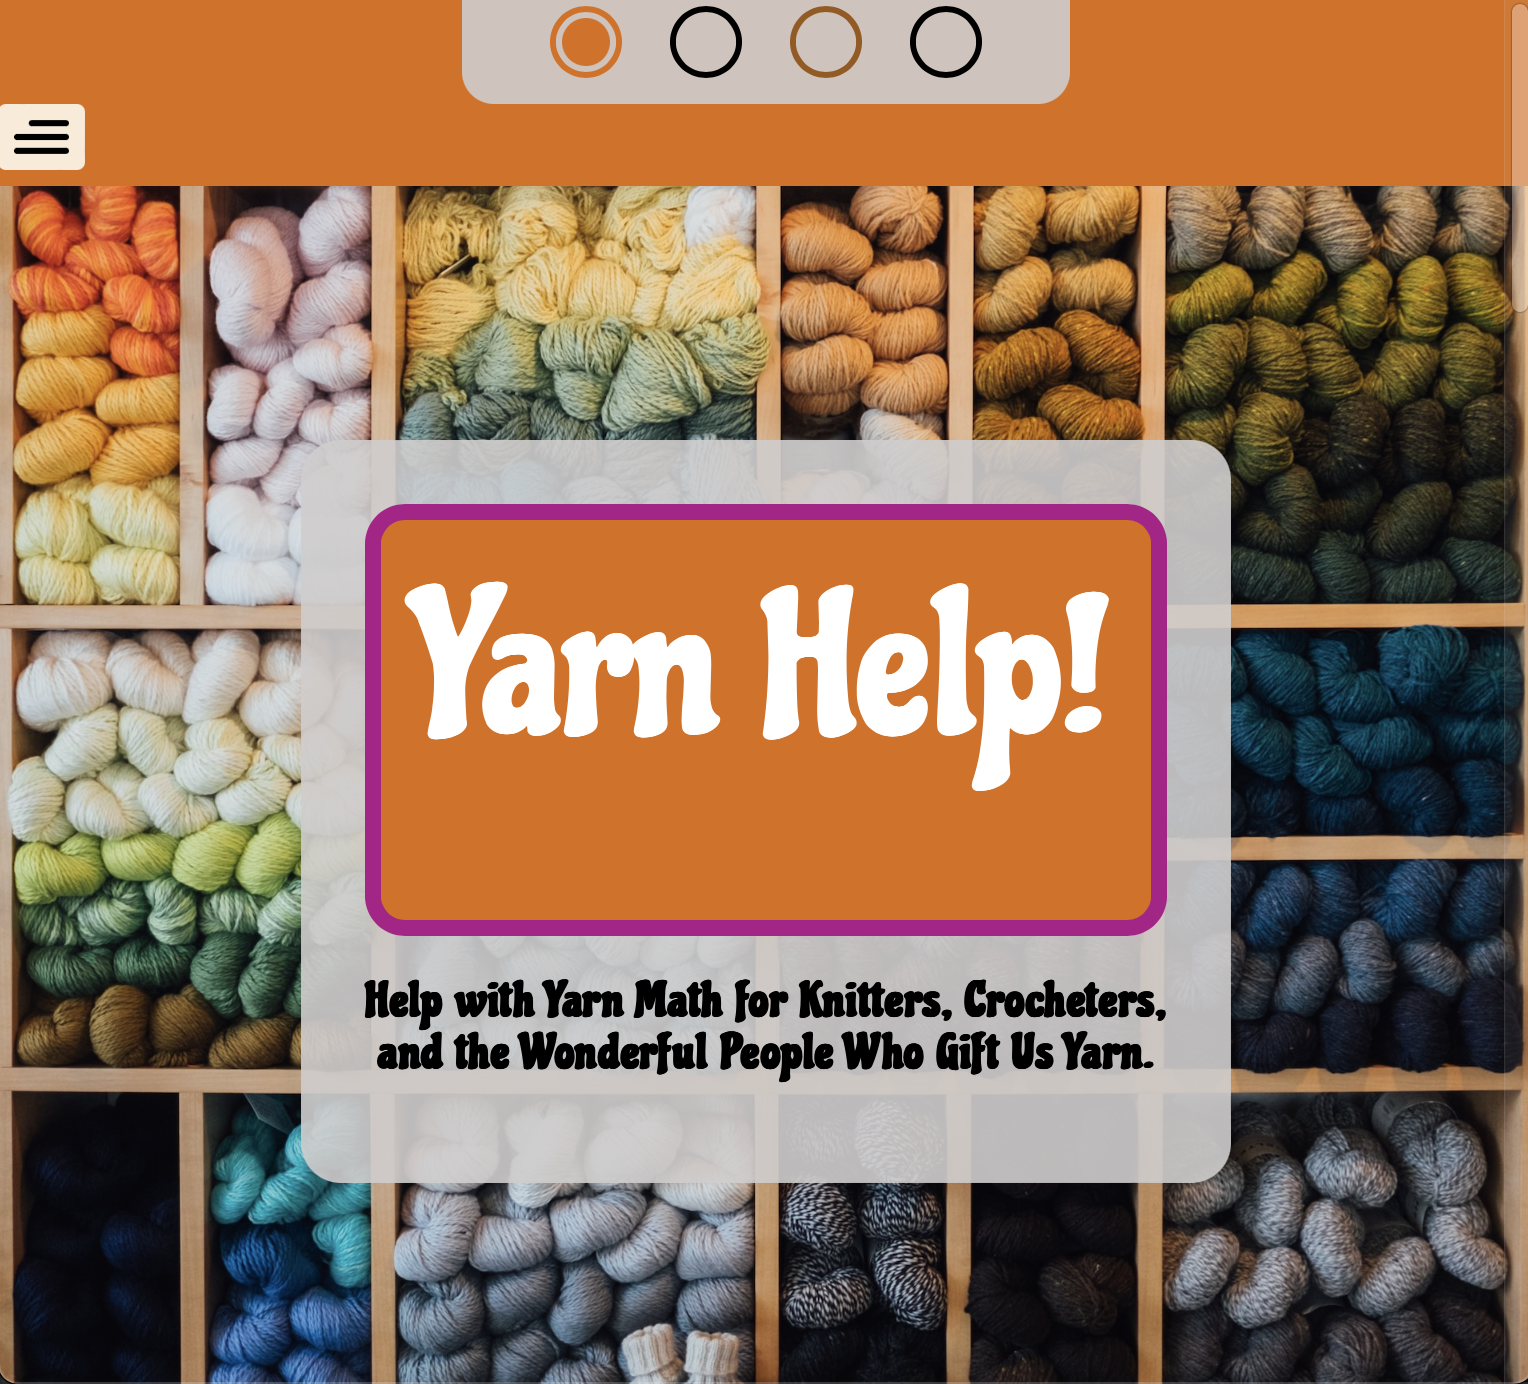 Yarn Help!
Help with Yarn Math for Knitters, Crocheters,
and the Wonderful People Who Gift Us Yarn.